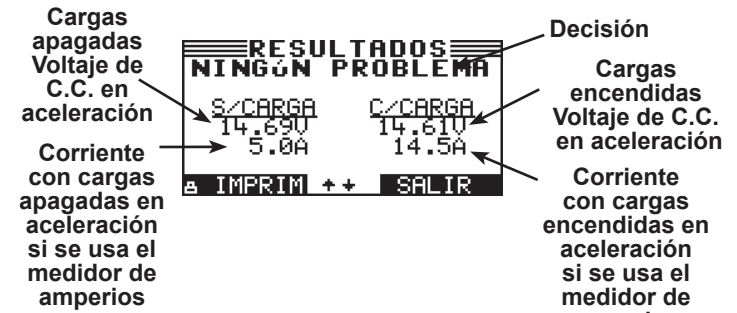 Cargas
apagadas
Voltaje de
C.C. en
aceleración
Corriente
con cargas
apagadas en
aceleración
si se usa el
medidor de
amperios
RESULTADOS
NINGúN PROBLEMA
S/CARGA C/CARGA
14.69V 14.61V
5.0A 14.5A
IMPRIM ↑↓ SALIR
Decisión
Cargas
encendidas
Voltaje de C.C.
en aceleración
Corriente
con cargas
encendidas en
aceleración
si se usa el
medidor de